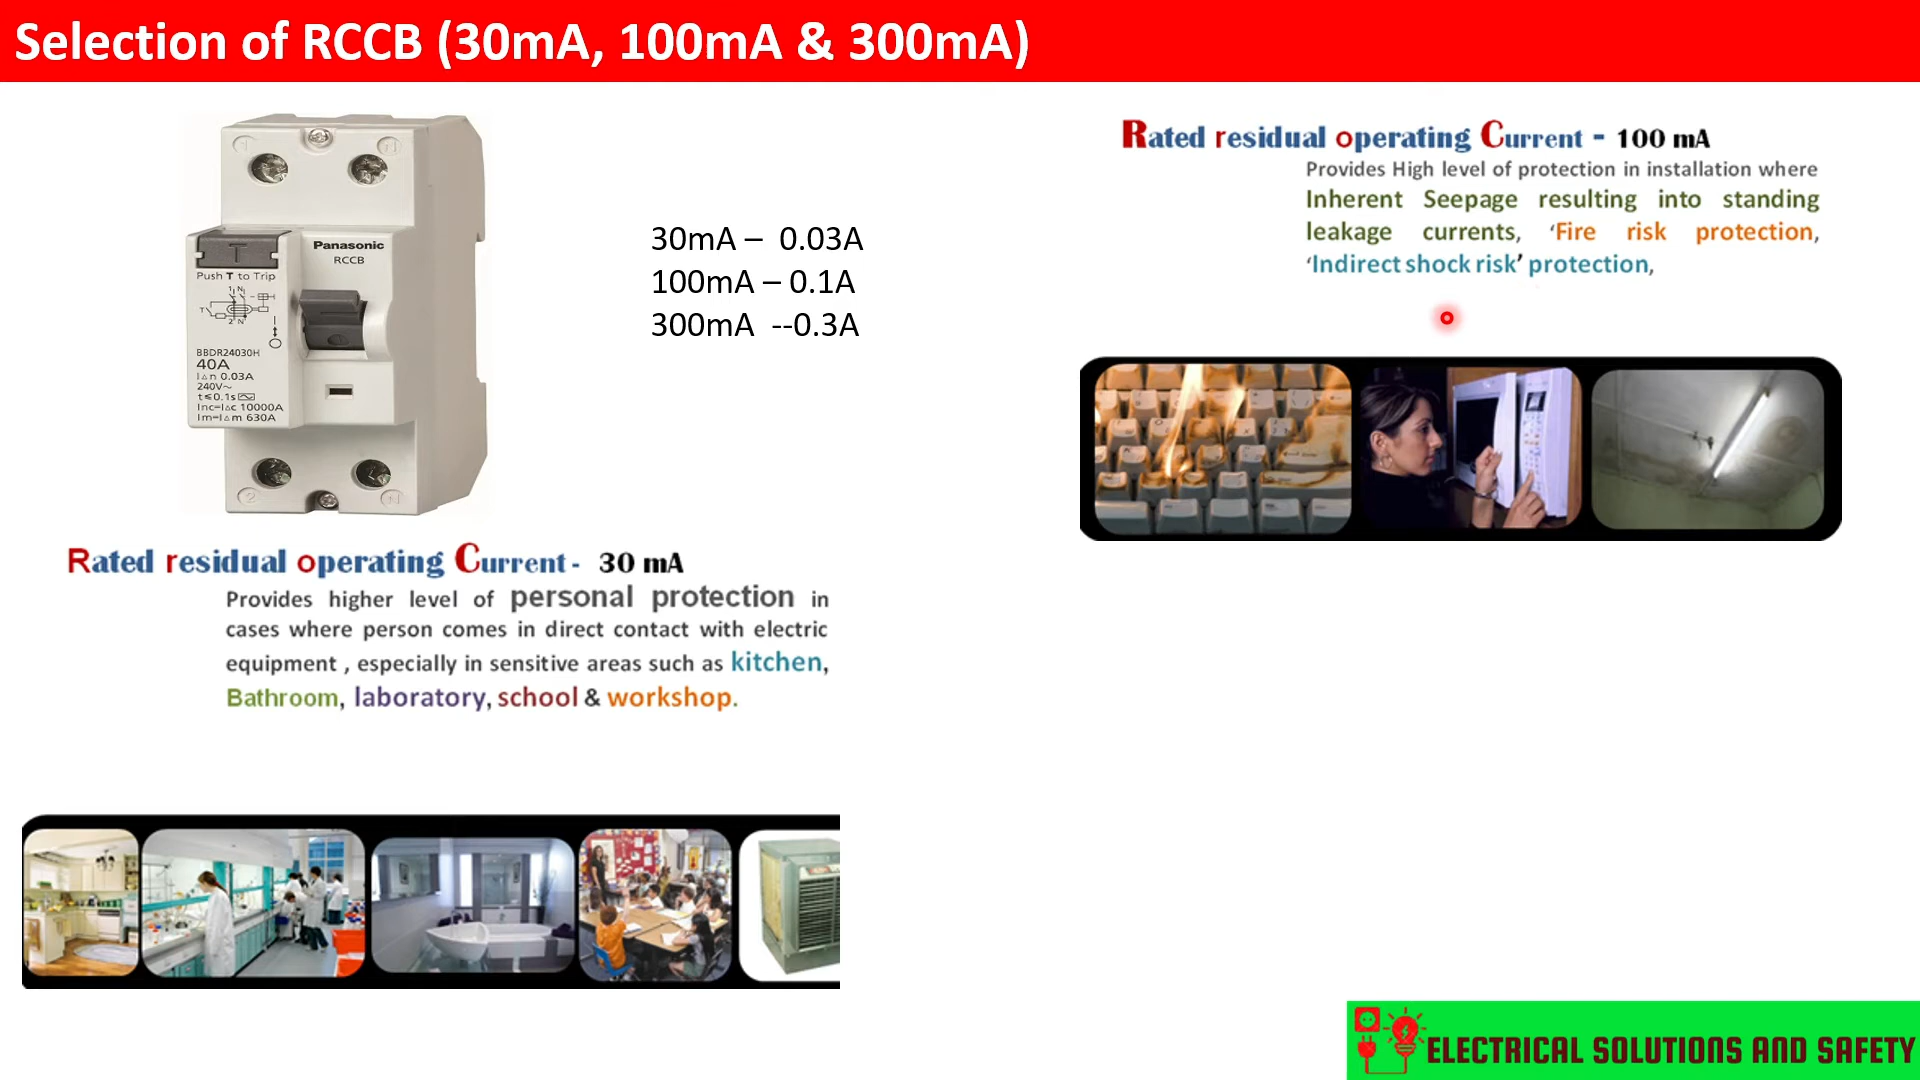 Selection of RCCB (30mA, 100mA & 300mA)
Panasonic
RCCB
T
Push T to Trip
BBDR24030H
40A
I△n 0.03A
240V~
t≤0.1s
Inc=I△c 10000A
Im=I△m 630A
30mA – 0.03A
100mA – 0.1A
300mA --0.3A
Rated residual operating Current - 100 mA
Provides High level of protection in installation where
Inherent Seepage resulting into standing
leakage currents, ‘Fire risk protection,
‘Indirect shock risk’ protection,
Rated residual operating Current - 30 mA
Provides higher level of personal protection in
cases where person comes in direct contact with electric
equipment , especially in sensitive areas such as kitchen,
Bathroom, laboratory, school & workshop.
ELECTRICAL SOLUTIONS AND SAFETY